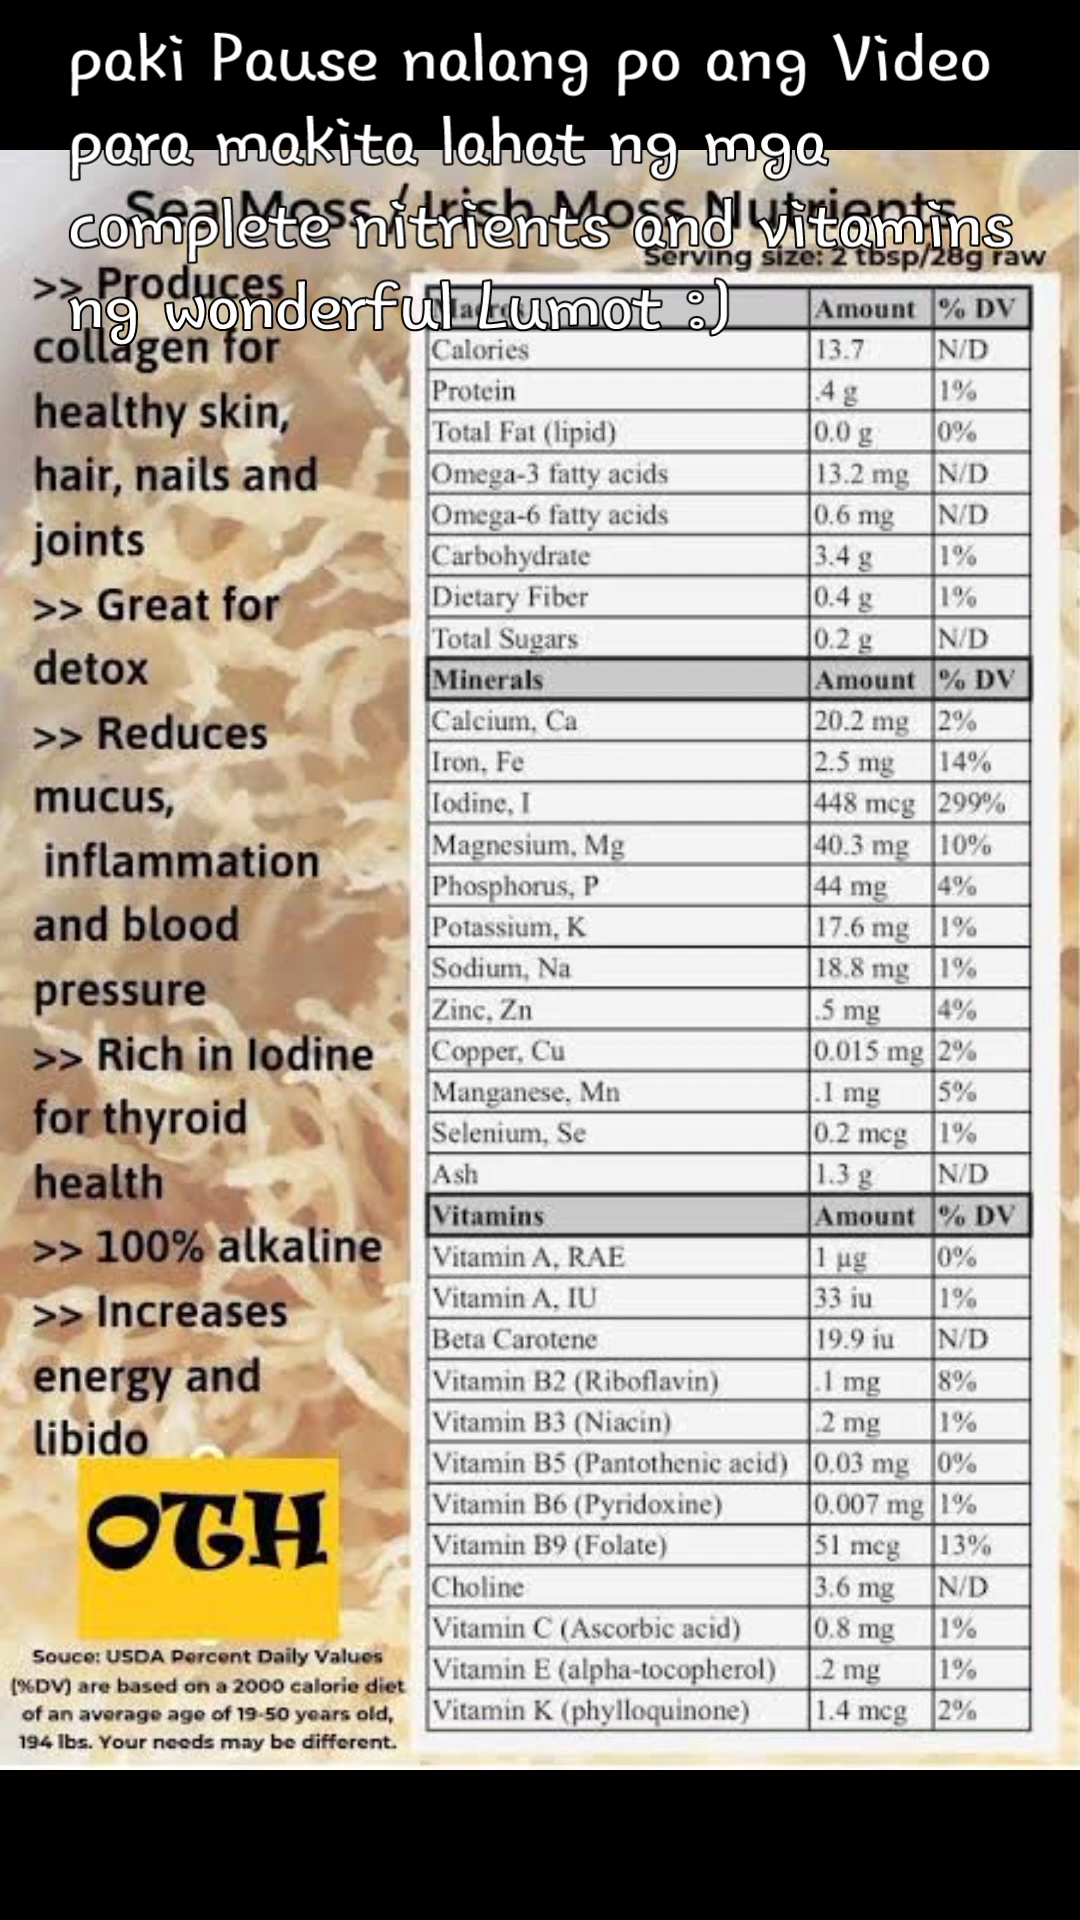 paki Pause nalang po ang Video
para makita lahat ng mga
complete nitrients and vitamins
ng wonderful Lumot :)
Sea Moss / Irish Moss Nutrients
Serving size: 2 tbsp/28g raw
>> Produces
collagen for
healthy skin,
hair, nails and
joints
>> Great for
detox
>> Reduces
mucus,
inflammation
and blood
pressure
>> Rich in Iodine
for thyroid
health
>> 100% alkaline
>> Increases
energy and
libido
OTH
Souce: USDA Percent Daily Values
(%DV) are based on a 2000 calorie diet
of an average age of 19-50 years old,
194 lbs. Your needs may be different.
Macros Amount % DV
Calories 13.7 N/D
Protein .4 g 1%
Total Fat (lipid) 0.0 g 0%
Omega-3 fatty acids 13.2 mg N/D
Omega-6 fatty acids 0.6 mg N/D
Carbohydrate 3.4 g 1%
Dietary Fiber 0.4 g 1%
Total Sugars 0.2 g N/D
Minerals Amount % DV
Calcium, Ca 20.2 mg 2%
Iron, Fe 2.5 mg 14%
Iodine, I 448 mcg 299%
Magnesium, Mg 40.3 mg 10%
Phosphorus, P 44 mg 4%
Potassium, K 17.6 mg 1%
Sodium, Na 18.8 mg 1%
Zinc, Zn .5 mg 4%
Copper, Cu 0.015 mg 2%
Manganese, Mn .1 mg 5%
Selenium, Se 0.2 mcg 1%
Ash 1.3 g N/D
Vitamins Amount % DV
Vitamin A, RAE 1 µg 0%
Vitamin A, IU 33 iu 1%
Beta Carotene 19.9 iu N/D
Vitamin B2 (Riboflavin) .1 mg 8%
Vitamin B3 (Niacin) .2 mg 1%
Vitamin B5 (Pantothenic acid) 0.03 mg 0%
Vitamin B6 (Pyridoxine) 0.007 mg 1%
Vitamin B9 (Folate) 51 mcg 13%
Choline 3.6 mg N/D
Vitamin C (Ascorbic acid) 0.8 mg 1%
Vitamin E (alpha-tocopherol) .2 mg 1%
Vitamin K (phylloquinone) 1.4 mcg 2%